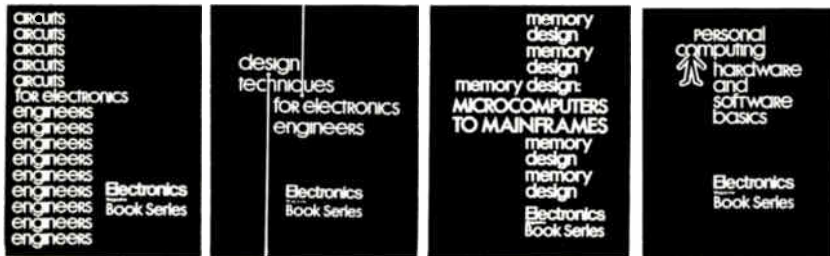 circuits
circuits
circuits
circuits
circuits
for electronics
engineers
engineers
engineers
engineers
engineers
engineers
engineers
engineers
engineers
Electronics
Book Series
design
techniques
for electronics
engineers
Electronics
Book Series
memory
design
memory
design
memory design:
MICROCOMPUTERS
TO MAINFRAMES
memory
design
memory
design
Electronics
Book Series
personal
computing
hardware
and
software
basics
Electronics
Book Series